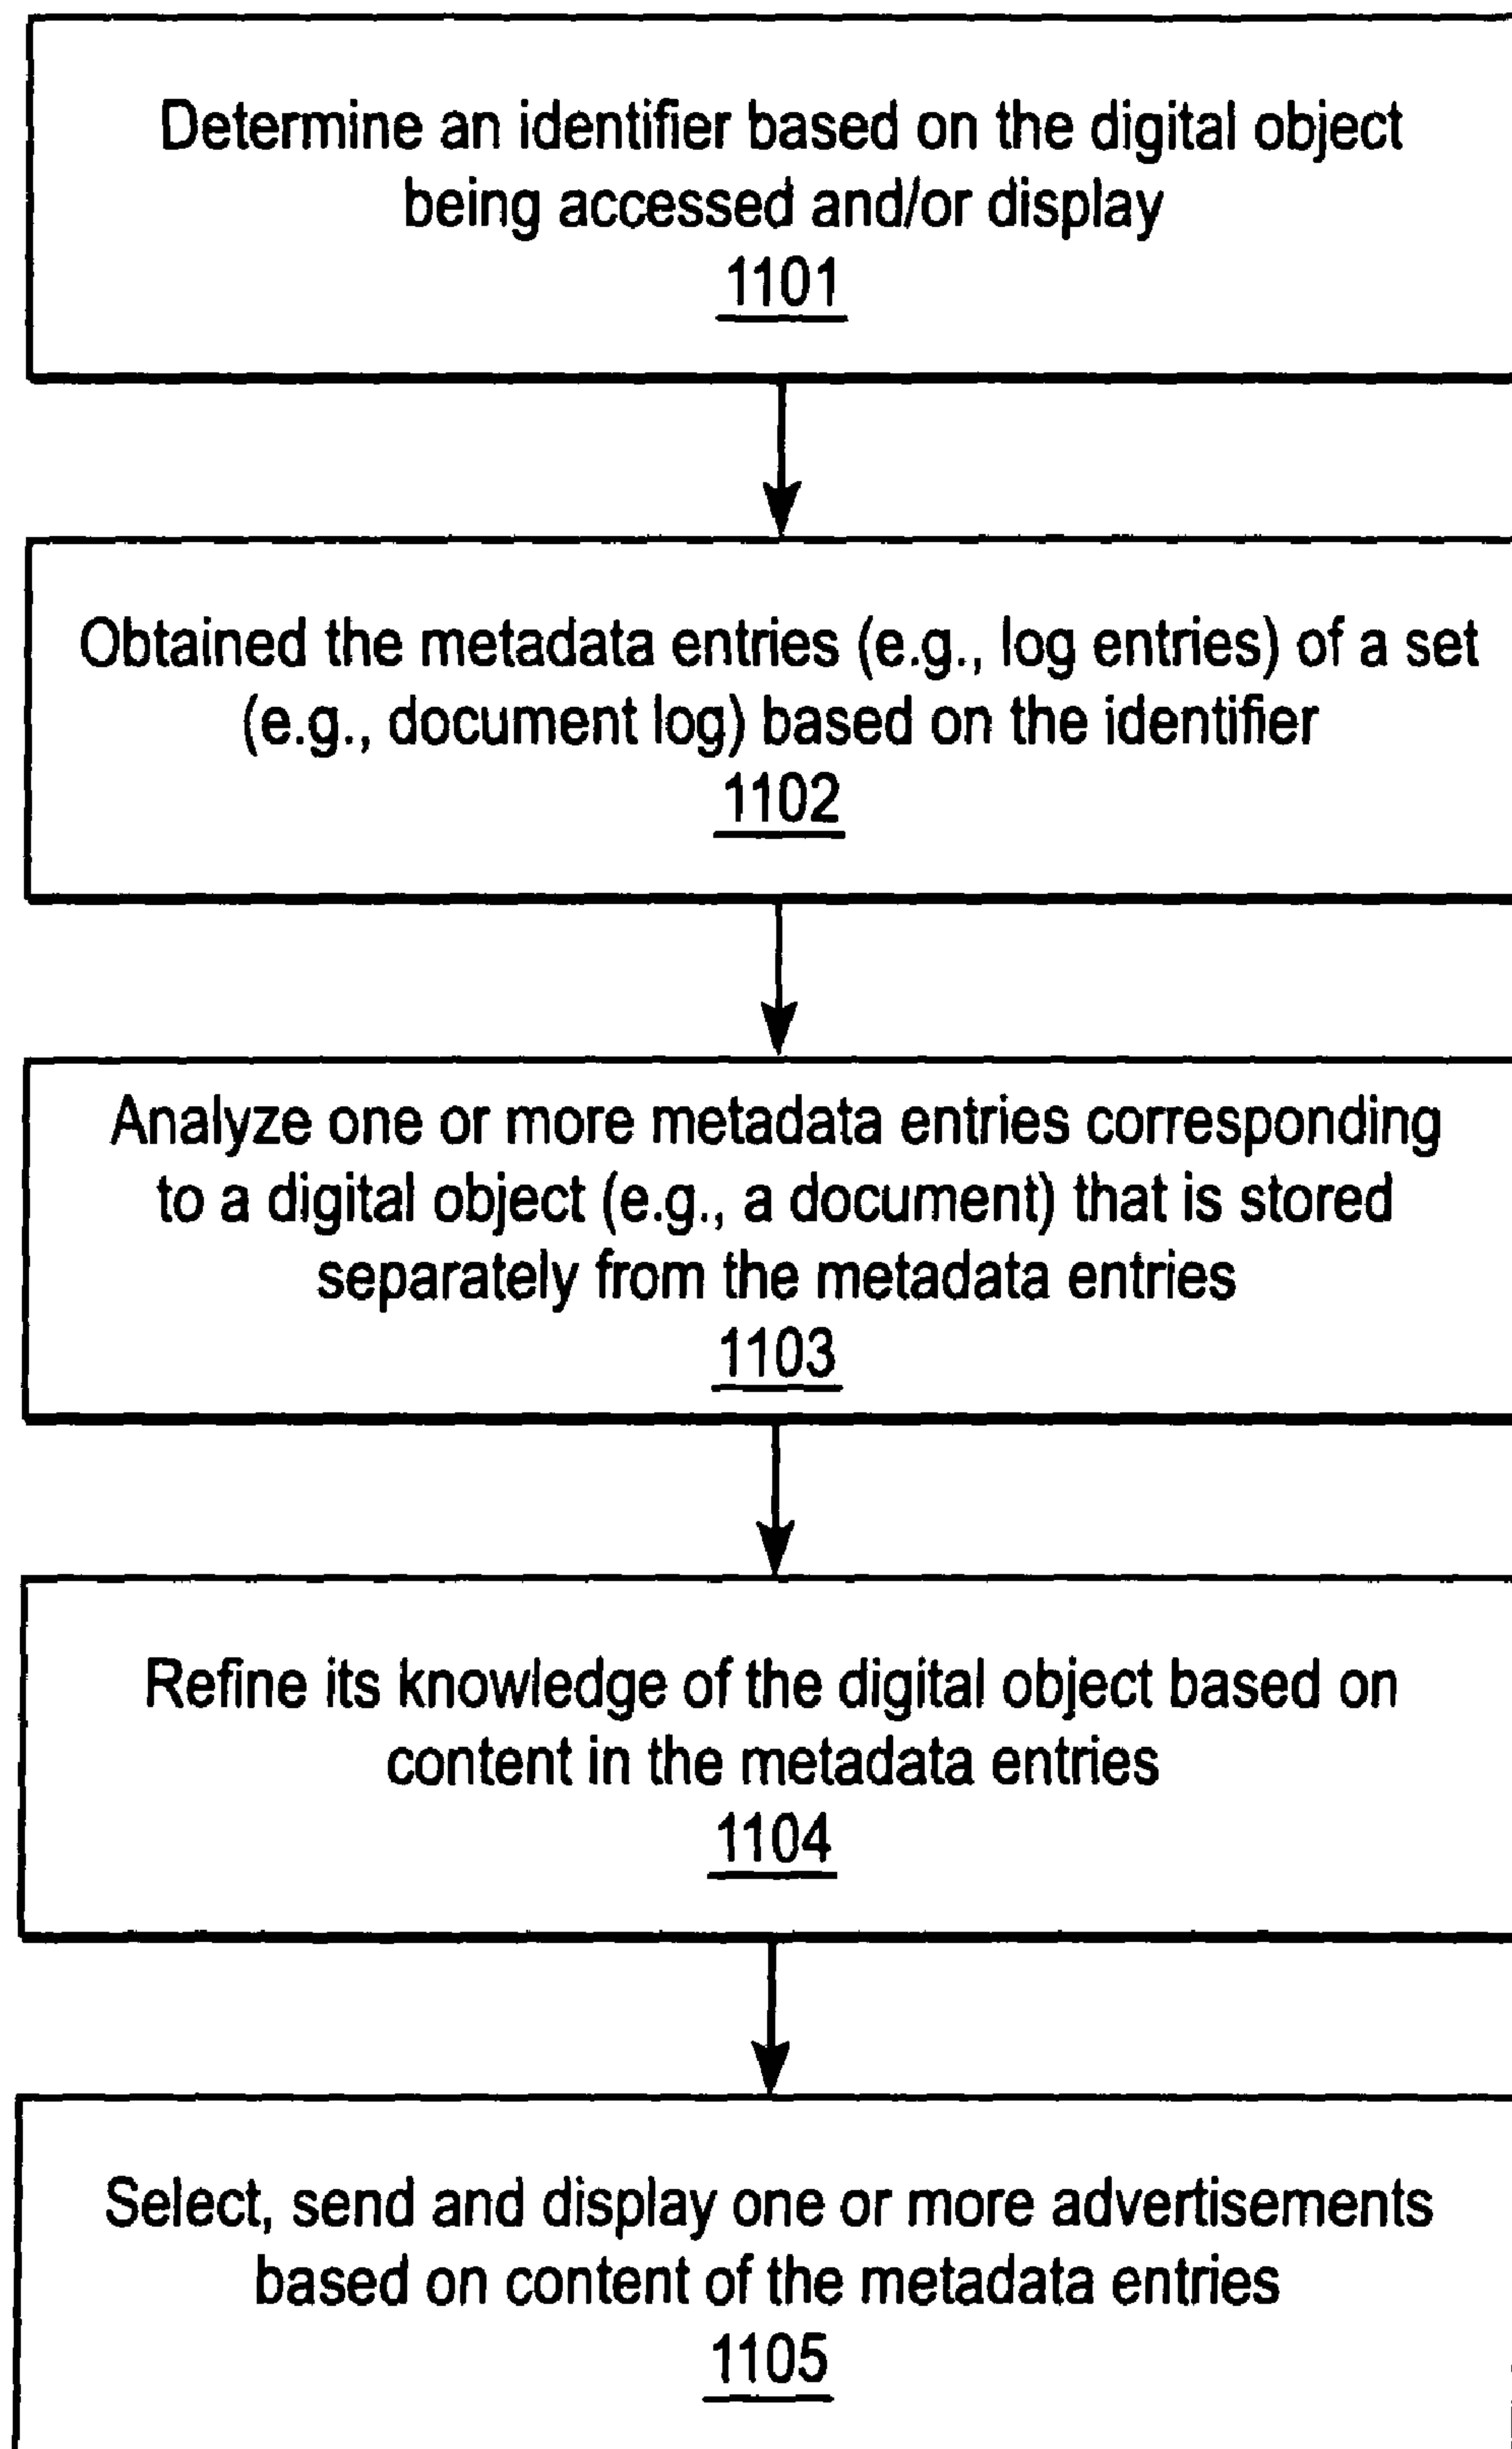 Determine an identifier based on the digital object
being accessed and/or display
1101
Obtained the metadata entries (e.g., log entries) of a set
(e.g., document log) based on the identifier
1102
Analyze one or more metadata entries corresponding
to a digital object (e.g., a document) that is stored
separately from the metadata entries
1103
Refine its knowledge of the digital object based on
content in the metadata entries
1104
Select, send and display one or more advertisements
based on content of the metadata entries
1105